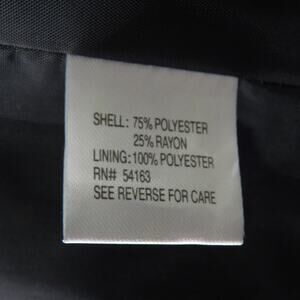 SHELL: 75% POLYESTER
25% RAYON
LINING: 100% POLYESTER
RN# 54163
SEE REVERSE FOR CARE